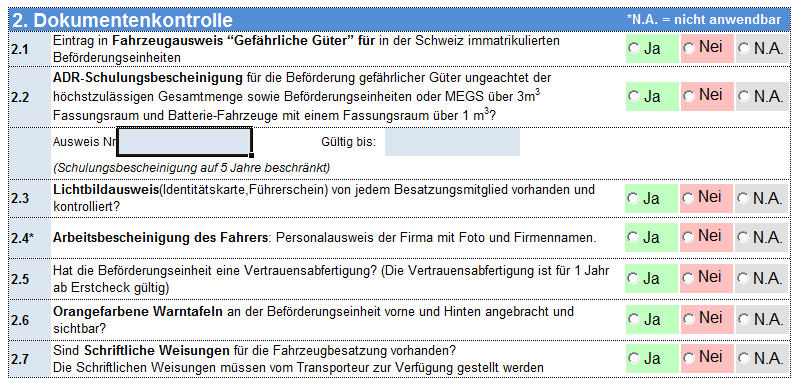 2. Dokumentenkontrolle *N.A. = nicht anwendbar
2.1 Eintrag in Fahrzeugausweis “Gefährliche Güter” für in der Schweiz immatrikulierten
Beförderungseinheiten
Ja Nei N.A.
ADR-Schulungsbescheinigung für die Beförderung gefährlicher Güter ungeachtet der
2.2 höchstzulässigen Gesamtmenge sowie Beförderungseinheiten oder MEGS über 3m³
Fassungsraum und Batterie-Fahrzeuge mit einem Fassungsraum über 1 m³?
Ja Nei N.A.
Ausweis Nr Gültig bis:
(Schulungsbescheinigung auf 5 Jahre beschränkt)
2.3 Lichtbildausweis(Identitätskarte,Führerschein) von jedem Besatzungsmitglied vorhanden und
kontrolliert?
Ja Nei N.A.
2.4* Arbeitsbescheinigung des Fahrers: Personalausweis der Firma mit Foto und Firmennamen.
Ja Nei N.A.
2.5 Hat die Beförderungseinheit eine Vertrauensabfertigung? (Die Vertrauensabfertigung ist für 1 Jahr
ab Erstcheck gültig)
Ja Nei N.A.
2.6 Orangefarbene Warntafeln an der Beförderungseinheit vorne und Hinten angebracht und
sichtbar?
Ja Nei N.A.
2.7 Sind Schriftliche Weisungen für die Fahrzeugbesatzung vorhanden?
Die Schriftlichen Weisungen müssen vom Transporteur zur Verfügung gestellt werden
Ja Nei N.A.